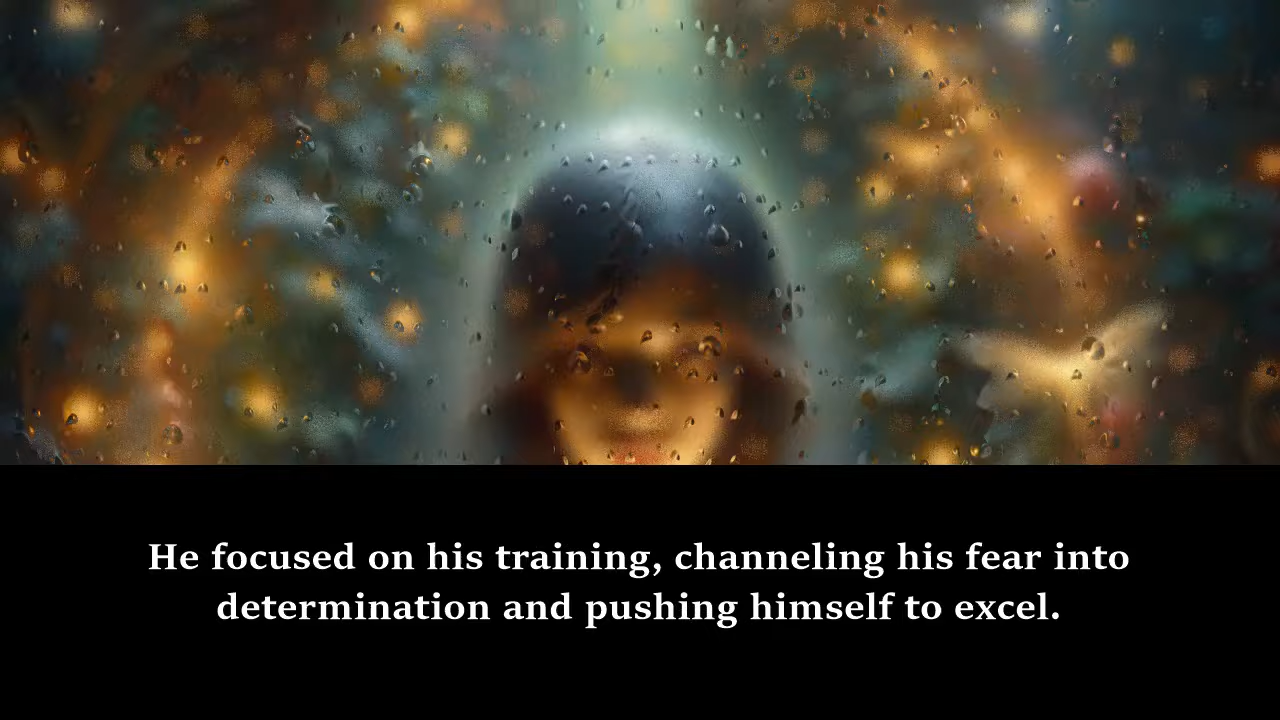 He focused on his training, channeling his fear into
determination and pushing himself to excel.